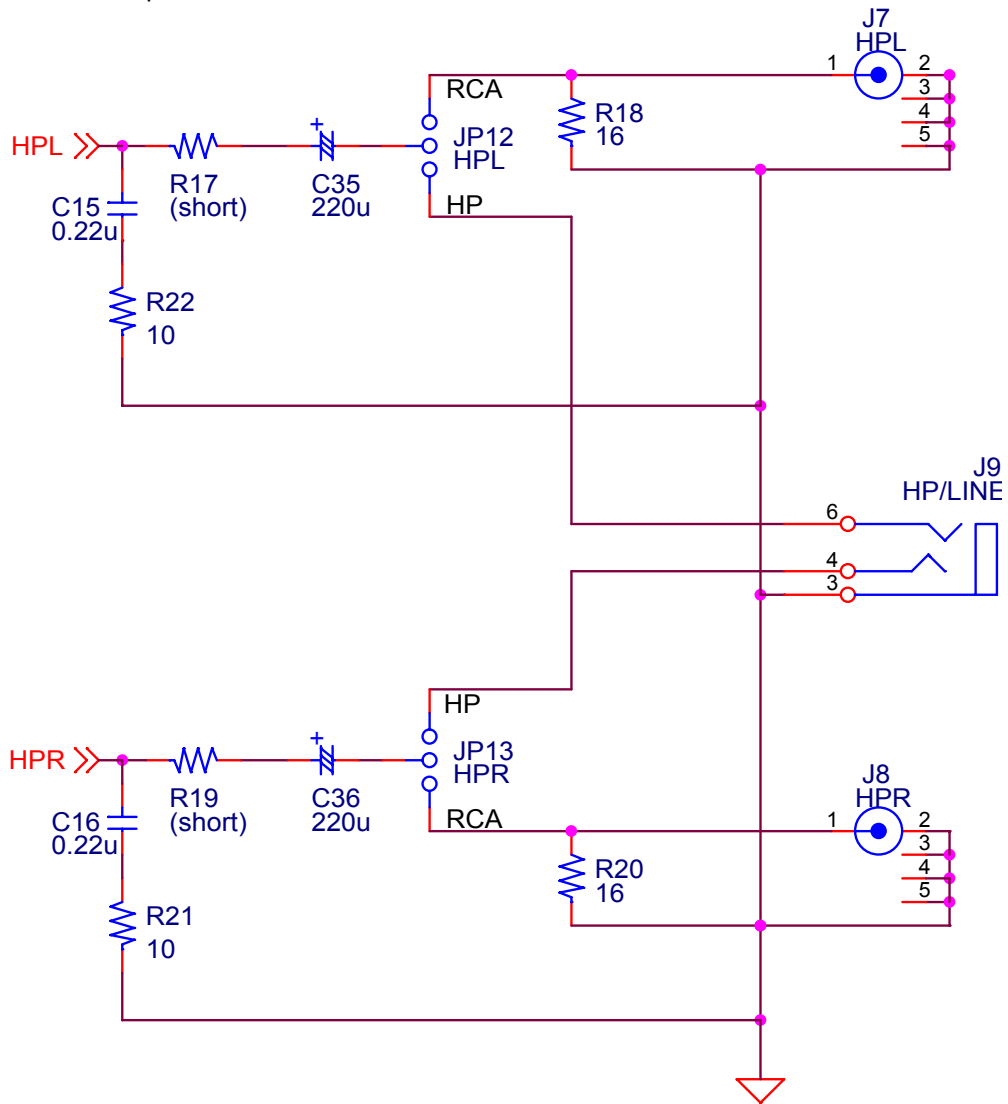 J7
HPL
1
2
3
4
5
RCA
R18
16
HPL
JP12
HPL
R17
(short)
C35
220u
+
HP
C15
0.22u
R22
10
J9
HP/LINE
6
4
3
HP
HPR
JP13
HPR
R19
(short)
C36
220u
+
RCA
C16
0.22u
J8
HPR
1
2
3
4
5
R20
16
R21
10